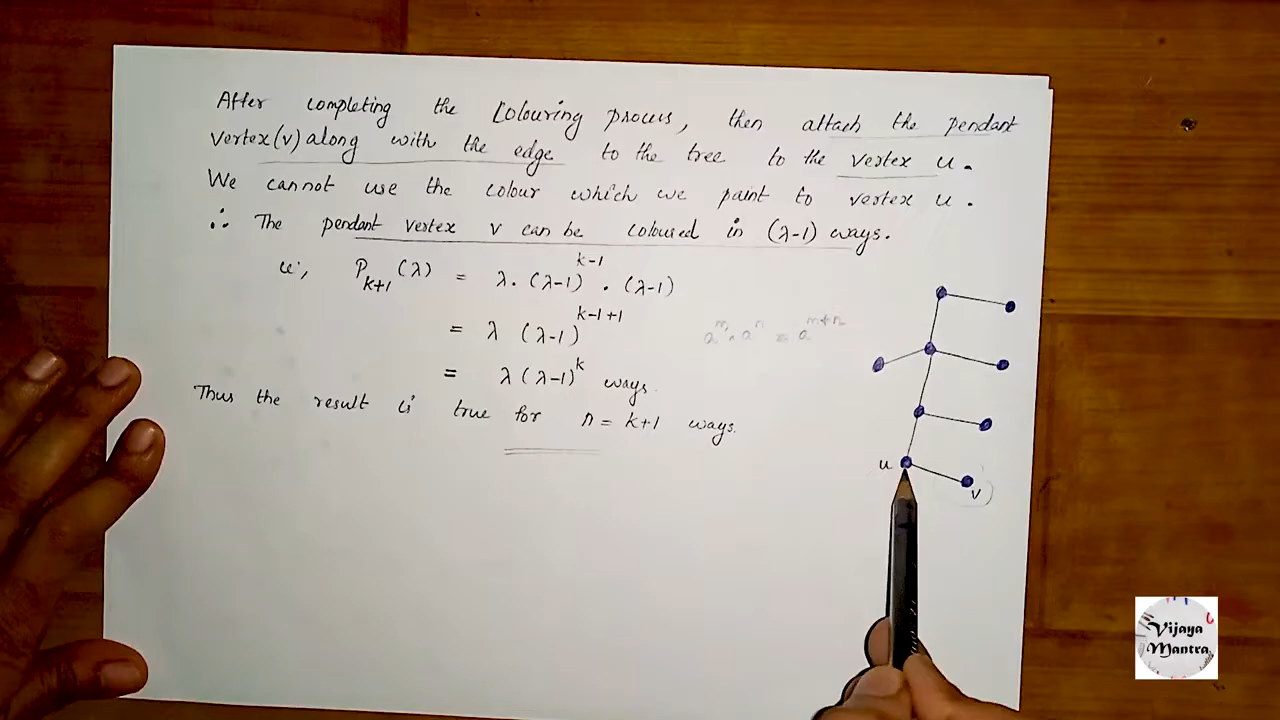 After completing the Colouring process, then attach the pendant
vertex (v) along with the edge to the tree to the vertex u.
We cannot use the colour which we paint to vertex u.
∴ The pendant vertex v can be coloured in (λ-1) ways.
ie, P_{k+1} (λ) = λ. (λ-1)^{k-1} . (λ-1)
= λ (λ-1)^{k-1+1}
a^m . a^n = a^{m+n}
= λ (λ-1)^k ways.
Thus the result is true for n = k+1 ways.
u
v
Vijaya
Mantra